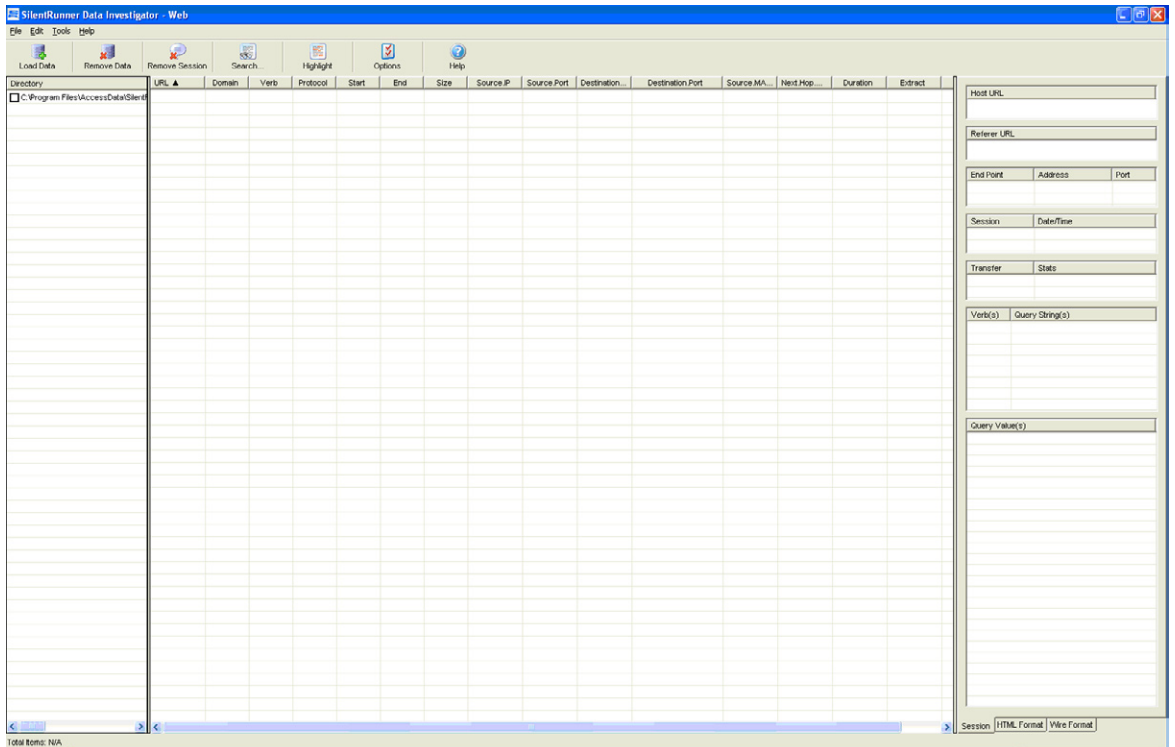 SilentRunner Data Investigator - Web
File Edit Tools Help
Load Data Remove Data Remove Session Search... Highlight Options Help
Directory URL ▲ Domain Verb Protocol Start End Size Source.IP Source.Port Destination... Destination.Port Source.MA... Next.Hop.... Duration Extract
C:\Program Files\AccessData\Silent
Host URL
Referer URL
End Point Address Port
Session Date/Time
Transfer Stats
Verb(s) Query String(s)
Query Value(s)
Session HTML Format Wire Format
Total Items: N/A